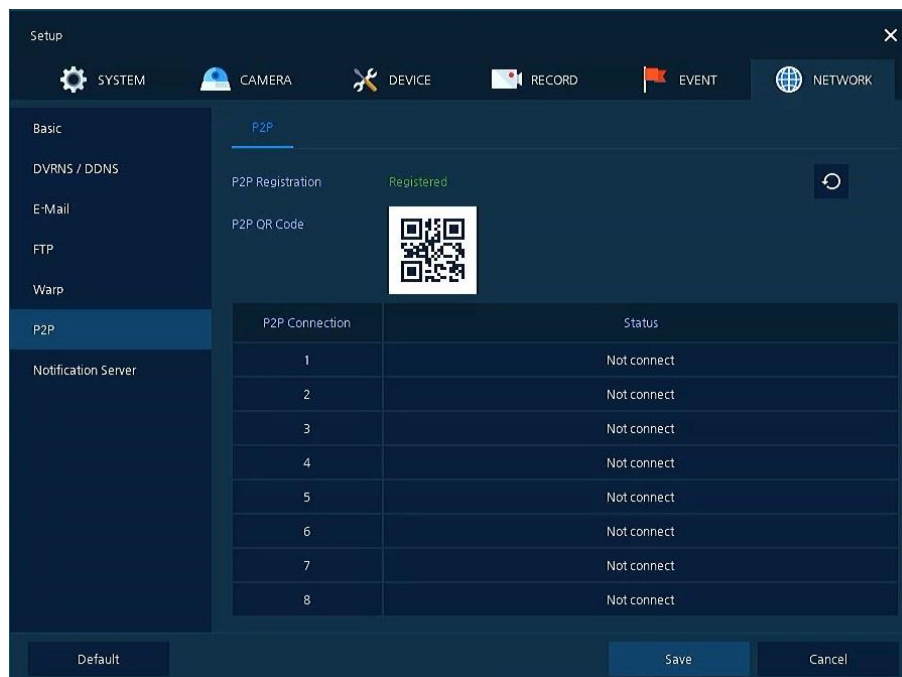 Setup
SYSTEM CAMERA DEVICE RECORD EVENT NETWORK
Basic
DVRNS / DDNS
E-Mail
FTP
Warp
P2P
Notification Server
P2P
P2P Registration Registered
P2P QR Code
P2P Connection Status
1 Not connect
2 Not connect
3 Not connect
4 Not connect
5 Not connect
6 Not connect
7 Not connect
8 Not connect
Default Save Cancel